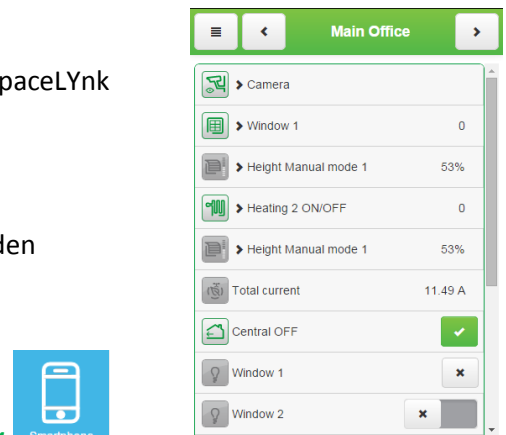 Main Office
paceLYnk
Camera
Window 1 0
Height Manual mode 1 53%
Heating 2 ON/OFF 0
den
Height Manual mode 1 53%
Total current 11.49 A
Central OFF
Window 1
Window 2